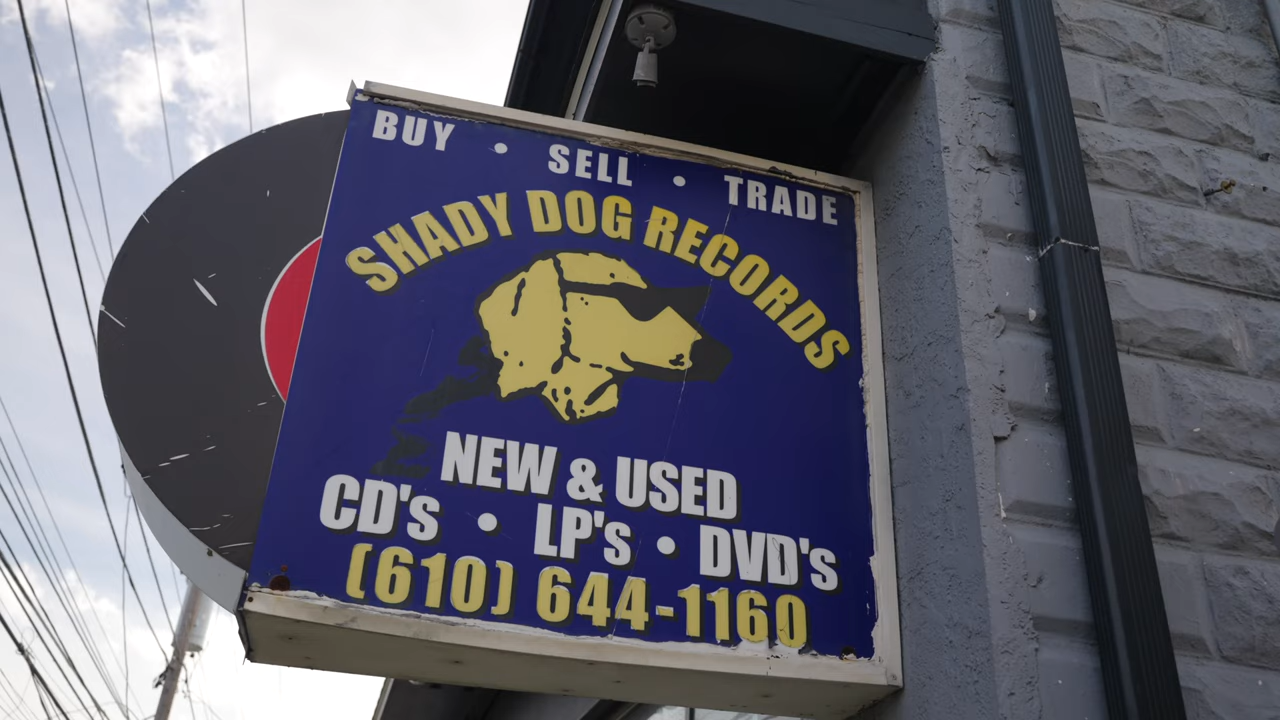 BUY • SELL • TRADE
SHADY DOG RECORDS
NEW & USED
CD's • LP's • DVD's
(610) 644-1160